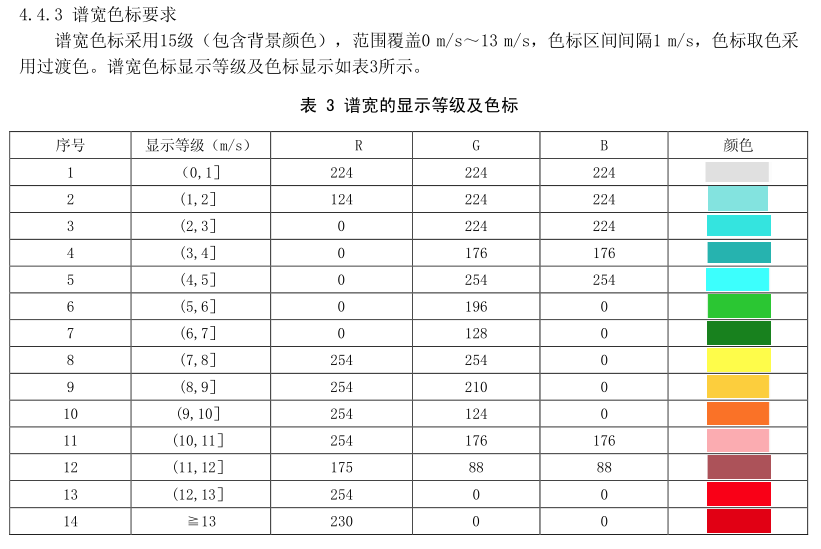 4.4.3 谱宽色标要求
谱宽色标采用15级（包含背景颜色），范围覆盖0 m/s～13 m/s，色标区间间隔1 m/s，色标取色采
用过渡色。谱宽色标显示等级及色标显示如表3所示。
表 3 谱宽的显示等级及色标
序号 显示等级（m/s） R G B 颜色
1 (0,1] 224 224 224
2 (1,2] 124 224 224
3 (2,3] 0 224 224
4 (3,4] 0 176 176
5 (4,5] 0 254 254
6 (5,6] 0 196 0
7 (6,7] 0 128 0
8 (7,8] 254 254 0
9 (8,9] 254 210 0
10 (9,10] 254 124 0
11 (10,11] 254 176 176
12 (11,12] 175 88 88
13 (12,13] 254 0 0
14 ≧13 230 0 0